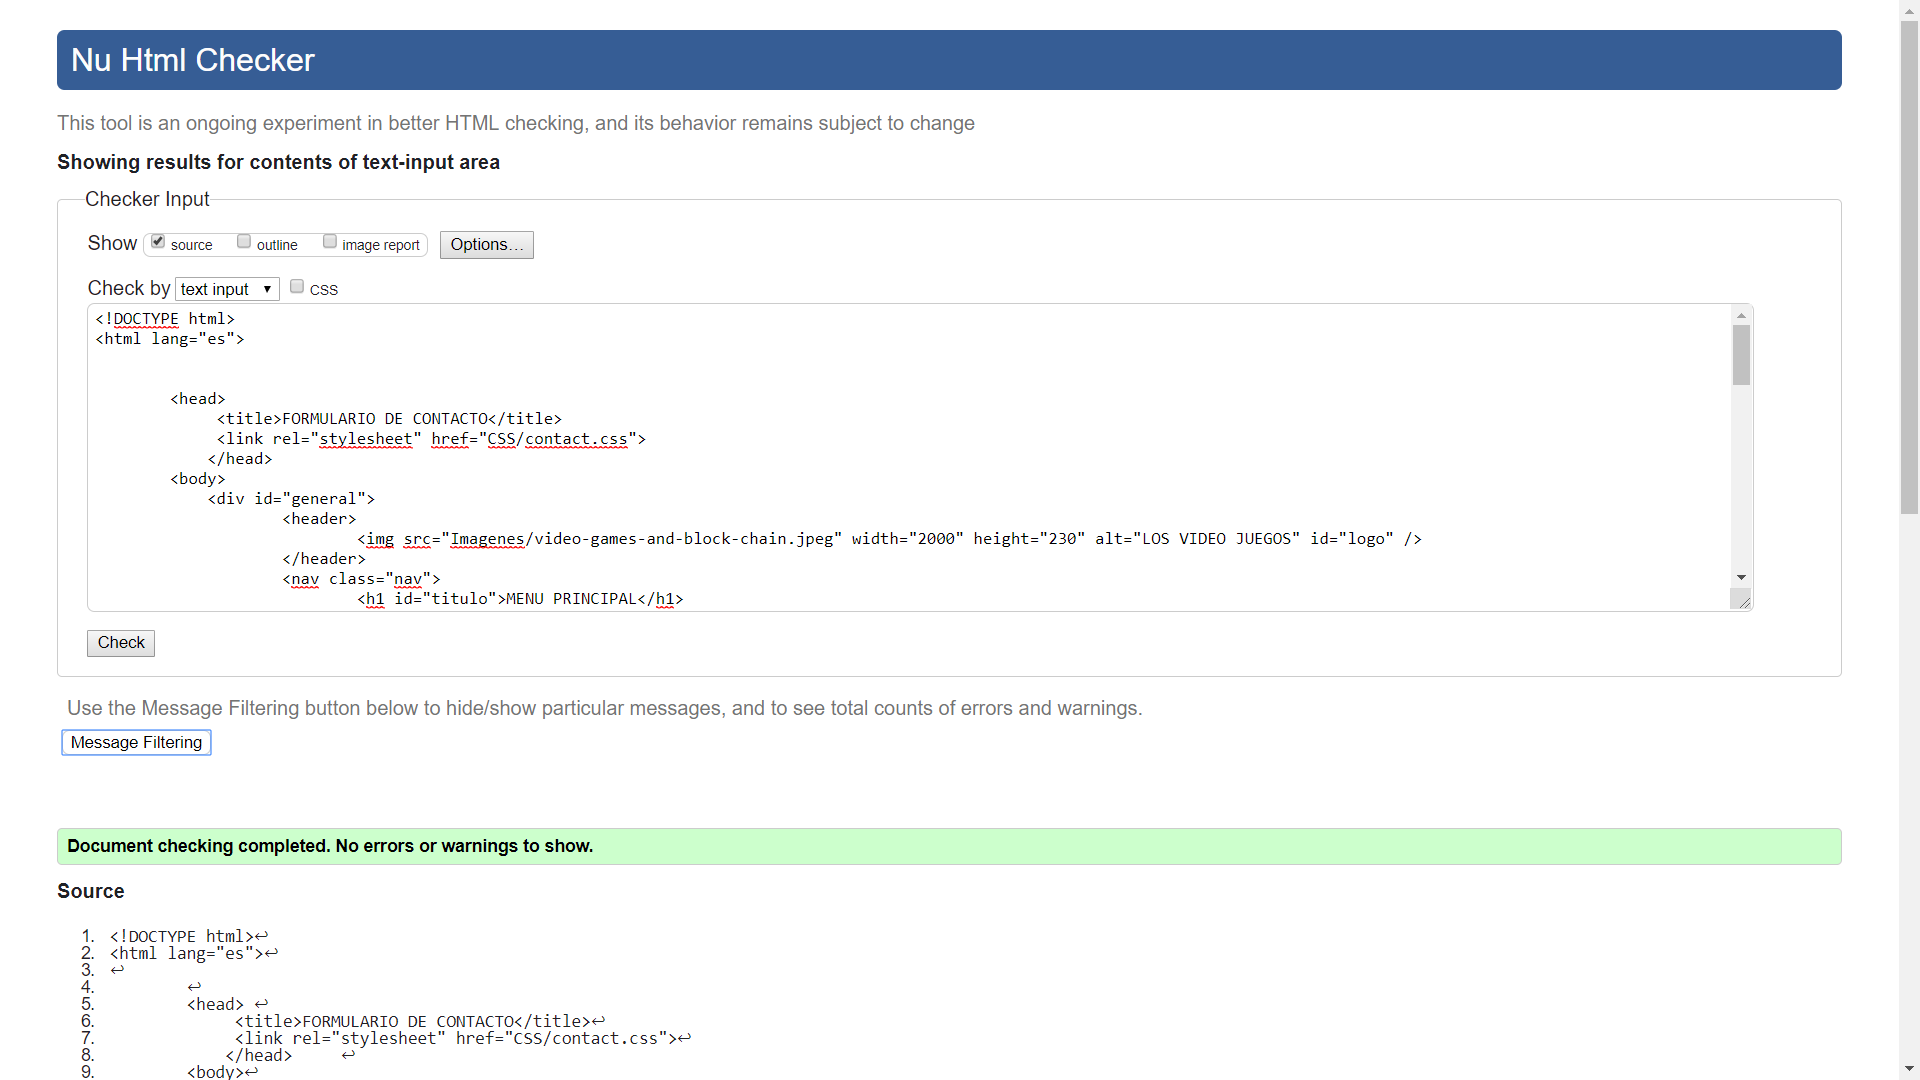 Nu Html Checker
This tool is an ongoing experiment in better HTML checking, and its behavior remains subject to change
Showing results for contents of text-input area
Checker Input
Show source outline image report Options...
Check by text input CSS
<!DOCTYPE html>
<html lang="es">
<head>
<title>FORMULARIO DE CONTACTO</title>
<link rel="stylesheet" href="CSS/contact.css">
</head>
<body>
<div id="general">
<header>
<img src="Imagenes/video-games-and-block-chain.jpeg" width="2000" height="230" alt="LOS VIDEO JUEGOS" id="logo" />
</header>
<nav class="nav">
<h1 id="titulo">MENU PRINCIPAL</h1>
Check
Use the Message Filtering button below to hide/show particular messages, and to see total counts of errors and warnings.
Message Filtering
Document checking completed. No errors or warnings to show.
Source
1. <!DOCTYPE html>↩
2. <html lang="es">↩
3. ↩
4. ↩
5. <head> ↩
6. <title>FORMULARIO DE CONTACTO</title>↩
7. <link rel="stylesheet" href="CSS/contact.css">↩
8. </head> ↩
9. <body>↩